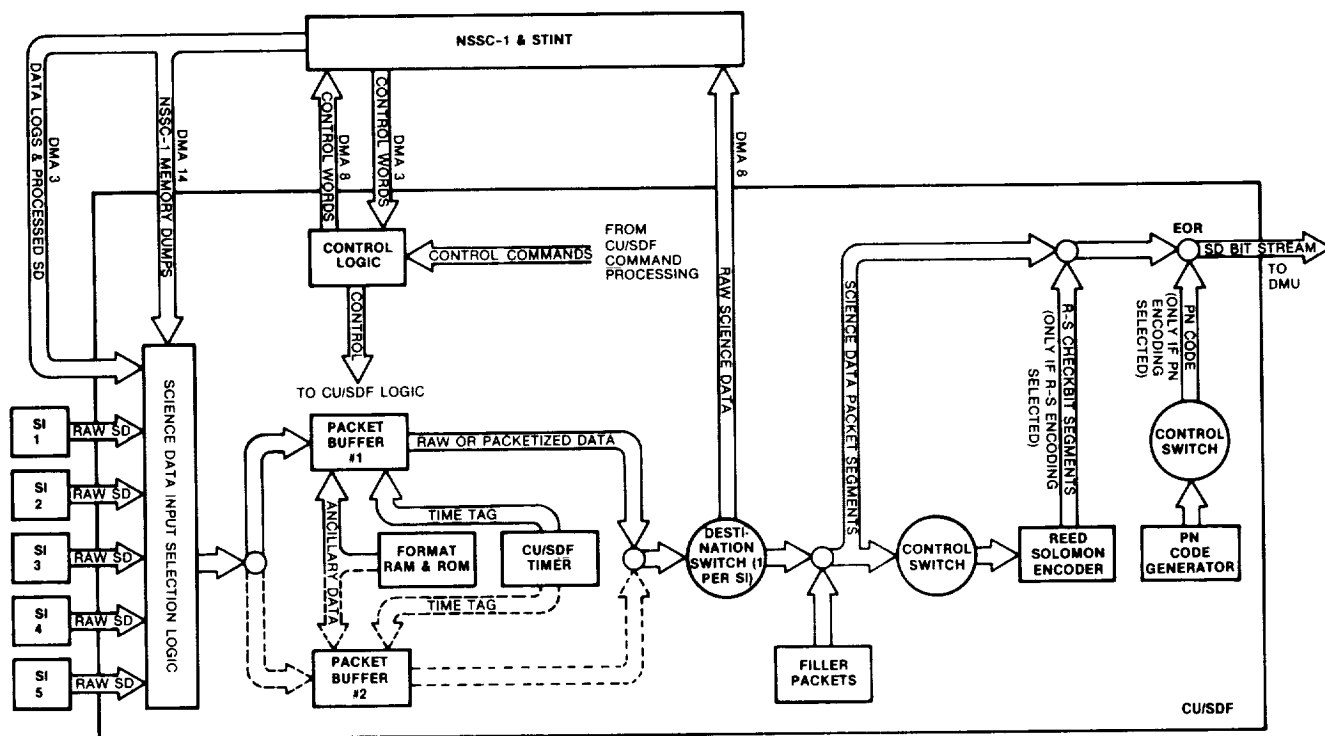 NSSC-1 & STINT
DATA LOGS & PROCESSED SD
DMA 3
NSSC-1 MEMORY DUMPS
DMA 14
CONTROL WORDS
DMA 8
CONTROL WORDS
DMA 3
RAW SCIENCE DATA
DMA 8
CONTROL
LOGIC
CONTROL COMMANDS
FROM
CU/SDF
COMMAND
PROCESSING
CONTROL
TO CU/SDF LOGIC
SI
1
RAW SD
SI
2
RAW SD
SI
3
RAW SD
SI
4
RAW SD
SI
5
RAW SD
SCIENCE DATA INPUT SELECTION LOGIC
PACKET
BUFFER
#1
RAW OR PACKETIZED DATA
ANCILLARY DATA
TIME TAG
FORMAT
RAM & ROM
CU/SDF
TIMER
TIME TAG
PACKET
BUFFER
#2
DESTI-
NATION
SWITCH (1
PER SI)
FILLER
PACKETS
SCIENCE DATA PACKET SEGMENTS
CONTROL
SWITCH
REED
SOLOMON
ENCODER
R-S CHECKBIT SEGMENTS
(ONLY IF R-S ENCODING
SELECTED)
EOR
SD BIT STREAM
TO
DMU
PN CODE
(ONLY IF PN
ENCODING
SELECTED)
CONTROL
SWITCH
PN
CODE
GENERATOR
CU/SDF